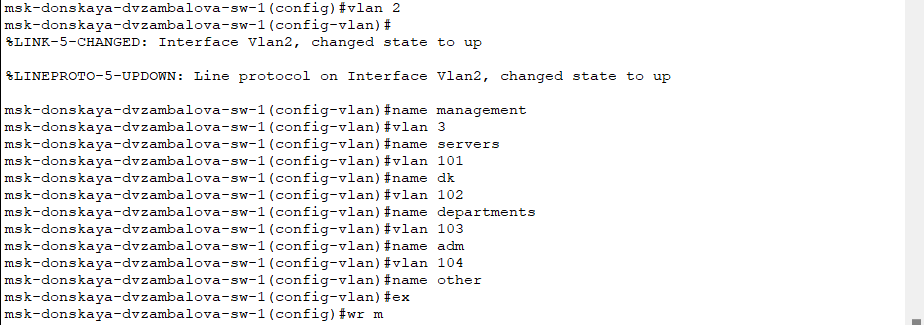 msk-donskaya-dvzambalova-sw-1(config)#vlan 2
msk-donskaya-dvzambalova-sw-1(config-vlan)#
%LINK-5-CHANGED: Interface Vlan2, changed state to up
%LINEPROTO-5-UPDOWN: Line protocol on Interface Vlan2, changed state to up
msk-donskaya-dvzambalova-sw-1(config-vlan)#name management
msk-donskaya-dvzambalova-sw-1(config-vlan)#vlan 3
msk-donskaya-dvzambalova-sw-1(config-vlan)#name servers
msk-donskaya-dvzambalova-sw-1(config-vlan)#vlan 101
msk-donskaya-dvzambalova-sw-1(config-vlan)#name dk
msk-donskaya-dvzambalova-sw-1(config-vlan)#vlan 102
msk-donskaya-dvzambalova-sw-1(config-vlan)#name departments
msk-donskaya-dvzambalova-sw-1(config-vlan)#vlan 103
msk-donskaya-dvzambalova-sw-1(config-vlan)#name adm
msk-donskaya-dvzambalova-sw-1(config-vlan)#vlan 104
msk-donskaya-dvzambalova-sw-1(config-vlan)#name other
msk-donskaya-dvzambalova-sw-1(config-vlan)#ex
msk-donskaya-dvzambalova-sw-1(config)#wr m